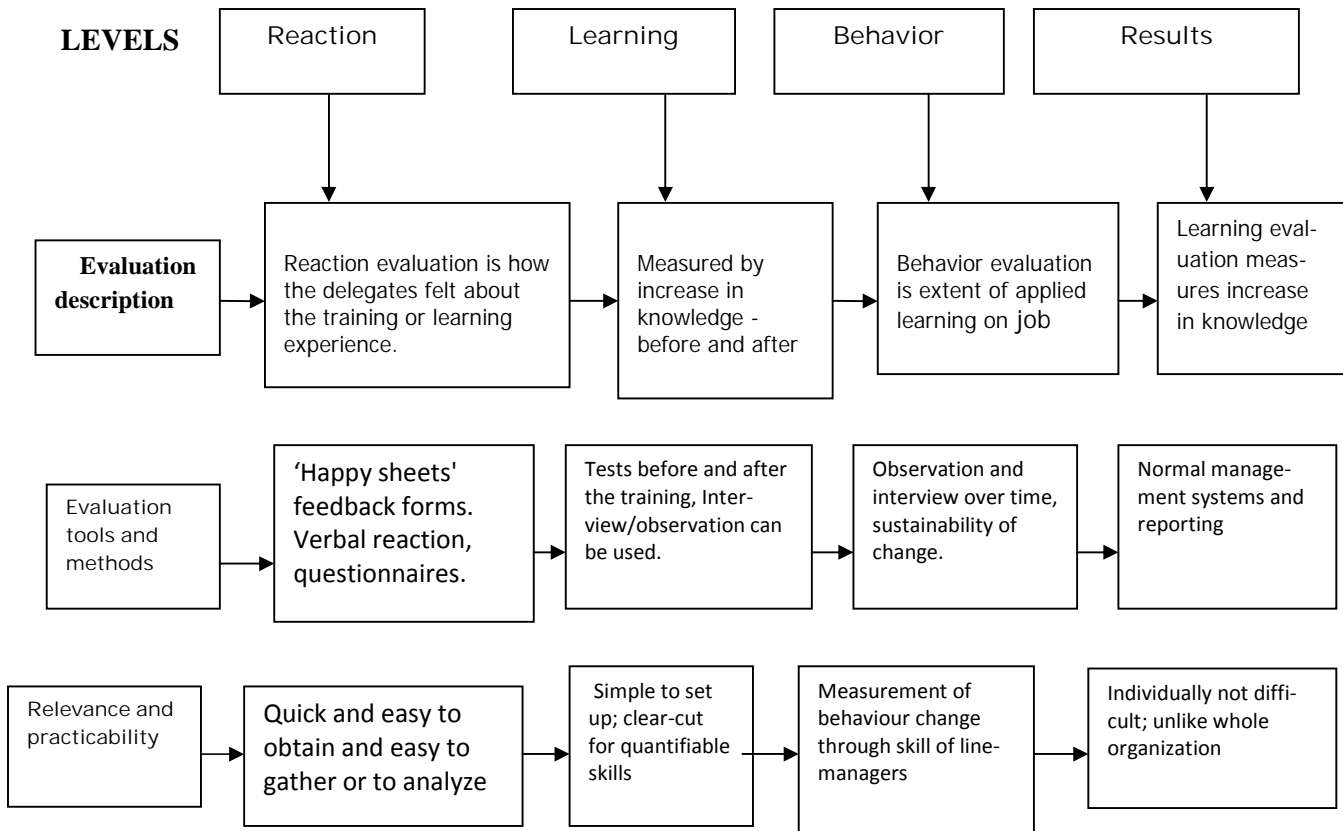 LEVELS
Reaction
Learning
Behavior
Results
Evaluation
description
Reaction evaluation is how
the delegates felt about
the training or learning
experience.
Measured by
increase in
knowledge -
before and after
Behavior evaluation
is extent of applied
learning on job
Learning eval-
uation meas-
ures increase
in knowledge
Evaluation
tools and
methods
‘Happy sheets'
feedback forms.
Verbal reaction,
questionnaires.
Tests before and after
the training, Inter-
view/observation can
be used.
Observation and
interview over time,
sustainability of
change.
Normal manage-
ment systems and
reporting
Relevance and
practicability
Quick and easy to
obtain and easy to
gather or to analyze
Simple to set
up; clear-cut
for quantifiable
skills
Measurement of
behaviour change
through skill of line-
managers
Individually not diffi-
cult; unlike whole
organization